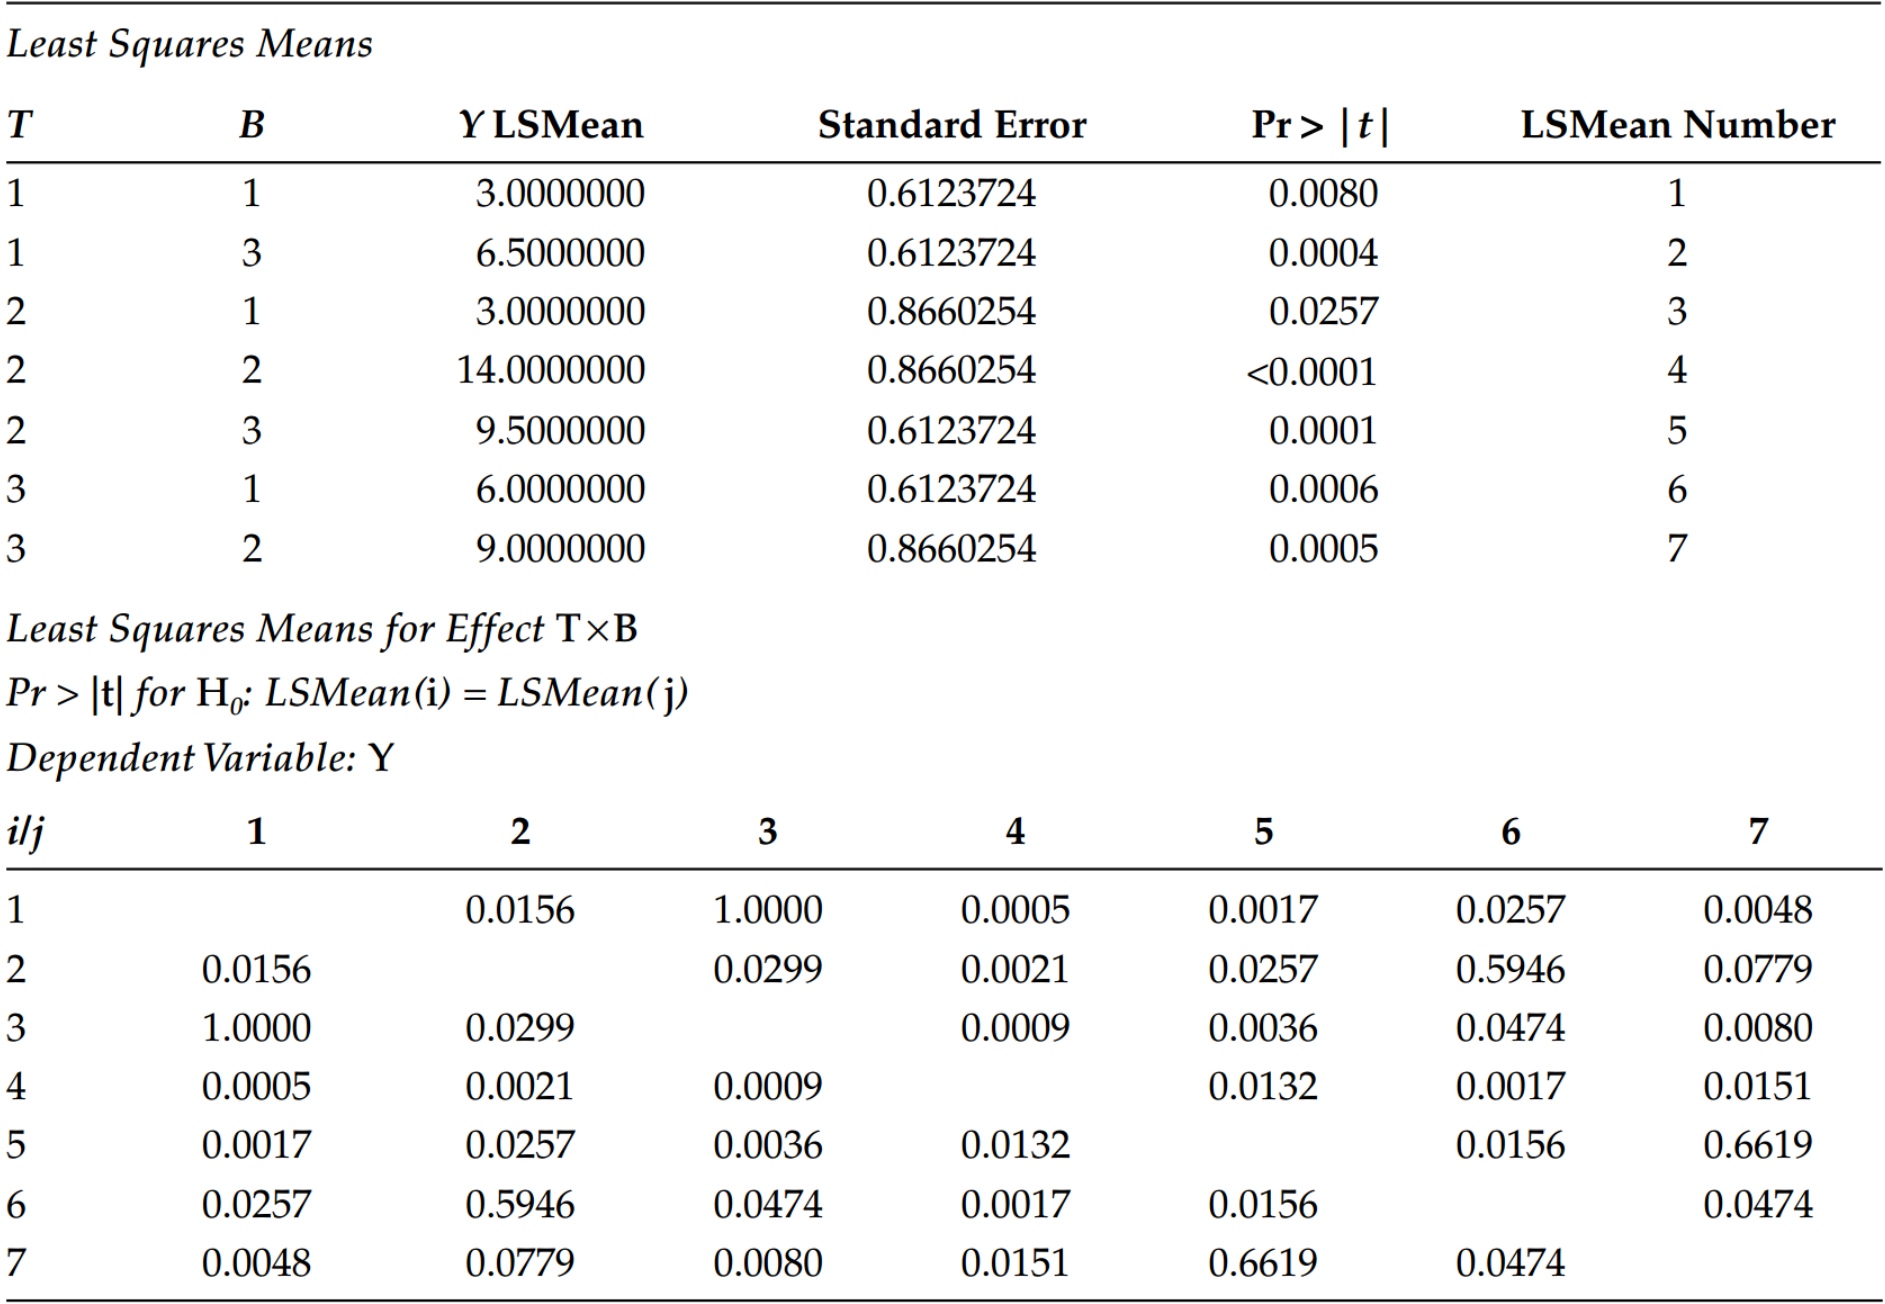 Least Squares Means
T B Y LSMean Standard Error Pr > |t| LSMean Number
1 1 3.0000000 0.6123724 0.0080 1
1 3 6.5000000 0.6123724 0.0004 2
2 1 3.0000000 0.8660254 0.0257 3
2 2 14.0000000 0.8660254 <0.0001 4
2 3 9.5000000 0.6123724 0.0001 5
3 1 6.0000000 0.6123724 0.0006 6
3 2 9.0000000 0.8660254 0.0005 7
Least Squares Means for Effect T×B
Pr > |t| for H₀: LSMean(i) = LSMean(j)
Dependent Variable: Y
i/j 1 2 3 4 5 6 7
1 0.0156 1.0000 0.0005 0.0017 0.0257 0.0048
2 0.0156 0.0299 0.0021 0.0257 0.5946 0.0779
3 1.0000 0.0299 0.0009 0.0036 0.0474 0.0080
4 0.0005 0.0021 0.0009 0.0132 0.0017 0.0151
5 0.0017 0.0257 0.0036 0.0132 0.0156 0.6619
6 0.0257 0.5946 0.0474 0.0017 0.0156 0.0474
7 0.0048 0.0779 0.0080 0.0151 0.6619 0.0474